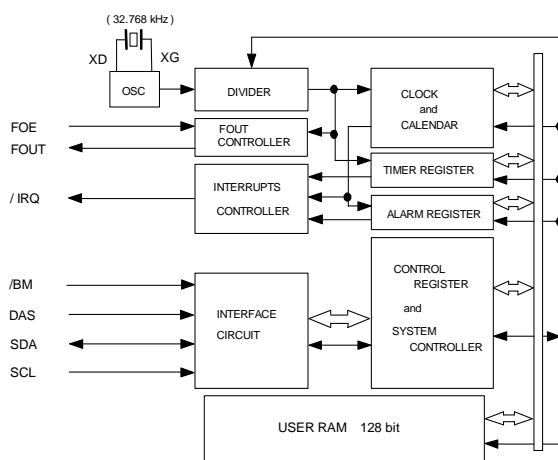 ( 32.768 kHz )
XD
XG
OSC
DIVIDER
CLOCK
and
CALENDAR
FOE
FOUT
FOUT
CONTROLLER
TIMER REGISTER
/ IRQ
INTERRUPTS
CONTROLLER
ALARM REGISTER
/BM
DAS
SDA
SCL
INTERFACE
CIRCUIT
CONTROL
REGISTER
and
SYSTEM
CONTROLLER
USER RAM 128 bit